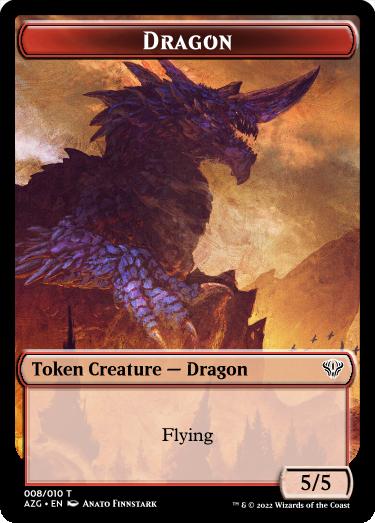 Dragon
Token Creature — Dragon
Flying
5/5
008/010 T
AZG • EN Anato Finnstark
™ & © 2022 Wizards of the Coast